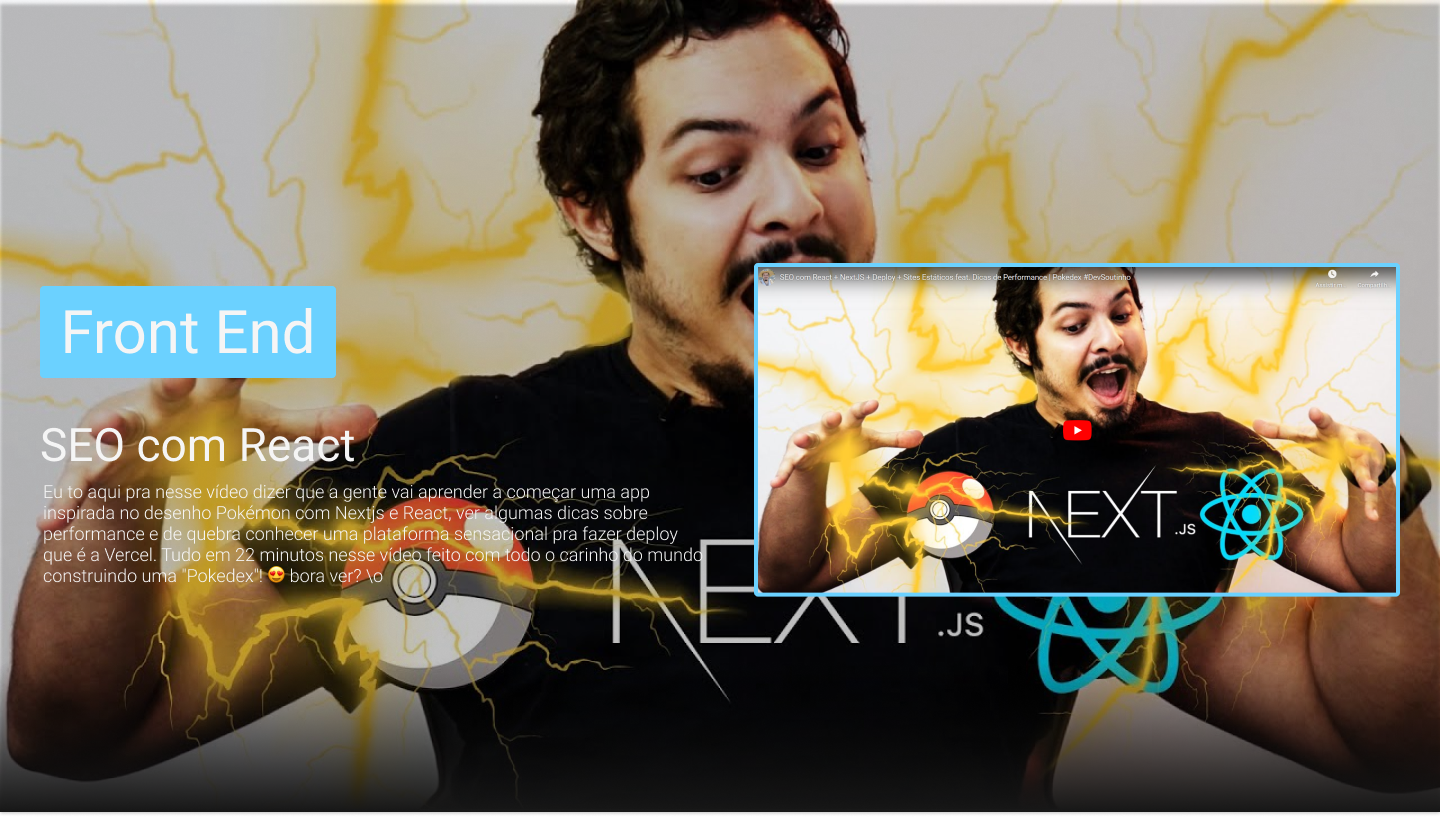 Front End
SEO com React
Eu to aqui pra nesse vídeo dizer que a gente vai aprender a começar uma app
inspirada no desenho Pokémon com Nextjs e React, ver algumas dicas sobre
performance e de quebra conhecer uma plataforma sensacional pra fazer deploy
que é a Vercel. Tudo em 22 minutos nesse vídeo feito com todo o carinho do mundo
construindo uma "Pokedex"! 😍 bora ver? \o
SEO com React + NextJS + Deploy + Sites Estáticos feat. Dicas de Performance | Pokedex #DevSoutinho
NEXT.JS
NEXT.JS